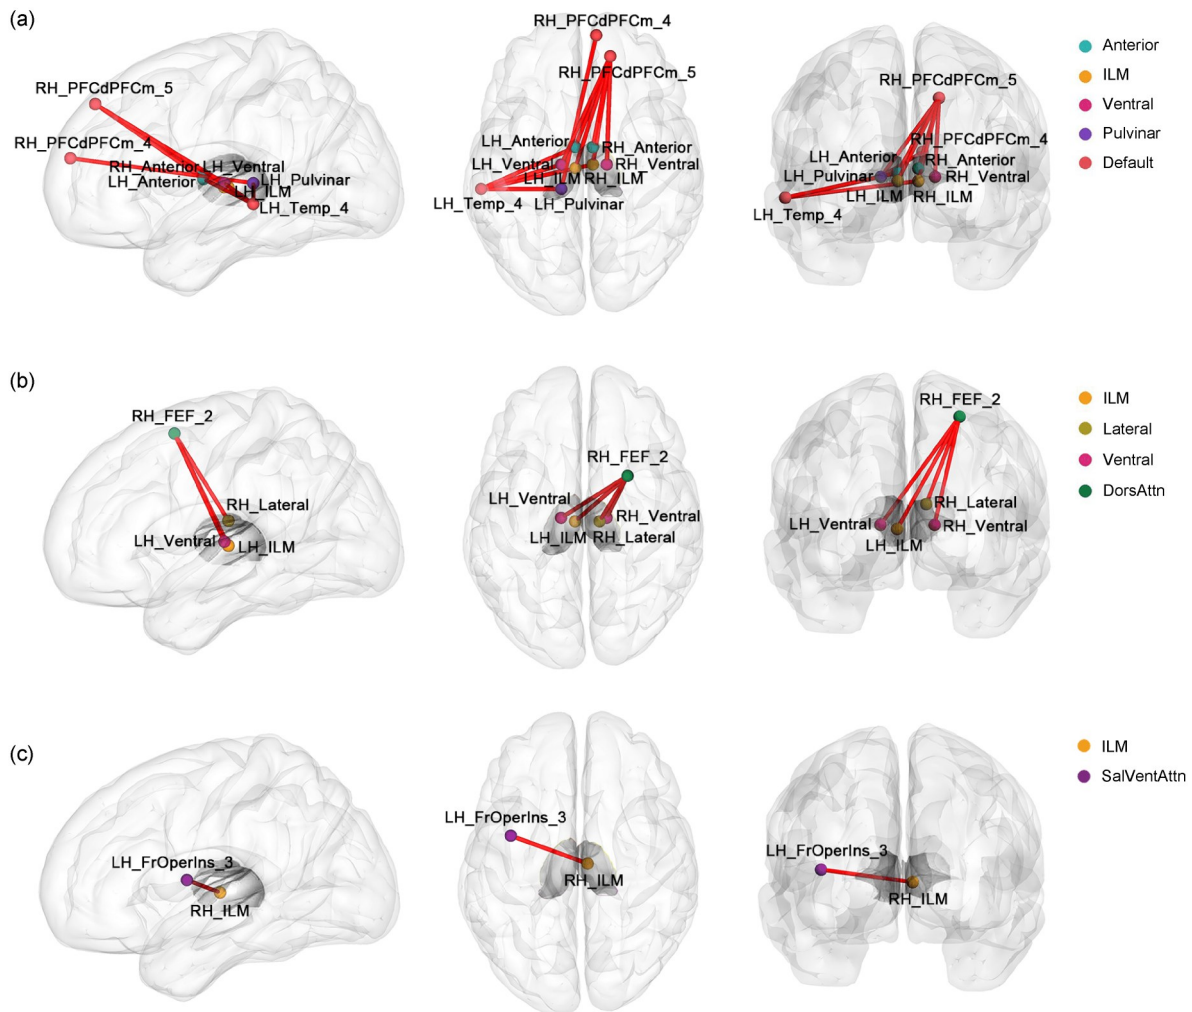 (a)
RH_PFCdPFCm_5
RH_PFCdPFCm_4
RH_Anterior
LH_Ventral
LH_Anterior
LH_Pulvinar
LH_ILM
LH_Temp_4
RH_PFCdPFCm_4
RH_PFCdPFCm_5
LH_Anterior
RH_Anterior
LH_Ventral
RH_Ventral
LH_ILM
RH_ILM
LH_Temp_4
LH_Pulvinar
RH_PFCdPFCm_5
RH_PFCdPFCm_4
LH_Anterior
RH_Anterior
LH_Pulvinar
RH_Ventral
LH_ILM
RH_ILM
LH_Temp_4
Anterior
ILM
Ventral
Pulvinar
Default
(b)
RH_FEF_2
RH_Lateral
LH_Ventral
LH_ILM
RH_FEF_2
LH_Ventral
RH_Ventral
LH_ILM
RH_Lateral
RH_FEF_2
RH_Lateral
LH_Ventral
RH_Ventral
LH_ILM
ILM
Lateral
Ventral
DorsAttn
(c)
LH_FrOperIns_3
RH_ILM
LH_FrOperIns_3
RH_ILM
LH_FrOperIns_3
RH_ILM
ILM
SalVentAttn